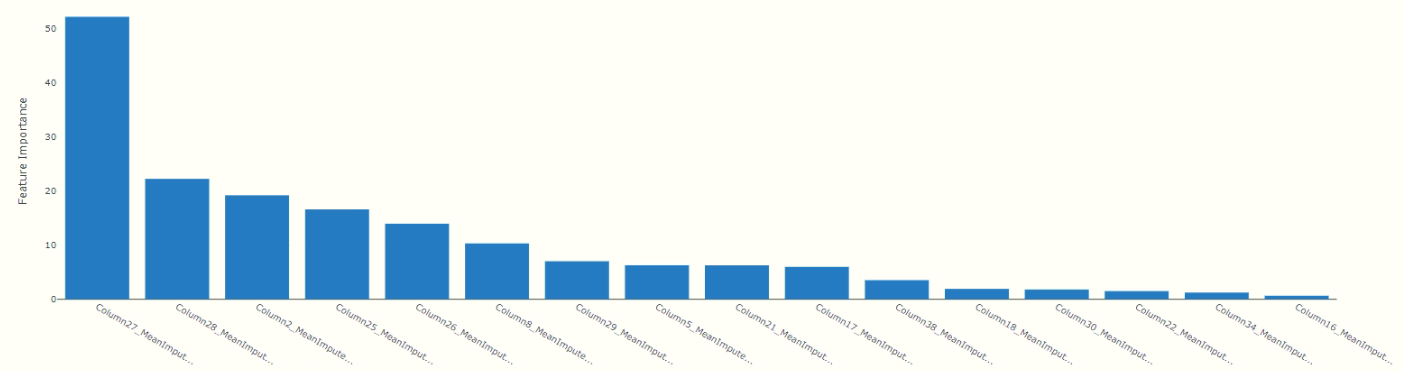 Feature Importance
50
40
30
20
10
0
Column27_MeanImput...
Column28_MeanImput...
Column2_MeanImpute...
Column25_MeanImput...
Column26_MeanImput...
Column8_MeanImpute...
Column29_MeanImput...
Column5_MeanImpute...
Column21_MeanImput...
Column17_MeanImput...
Column38_MeanImput...
Column18_MeanImput...
Column30_MeanImput...
Column22_MeanImput...
Column34_MeanImput...
Column16_MeanImput...